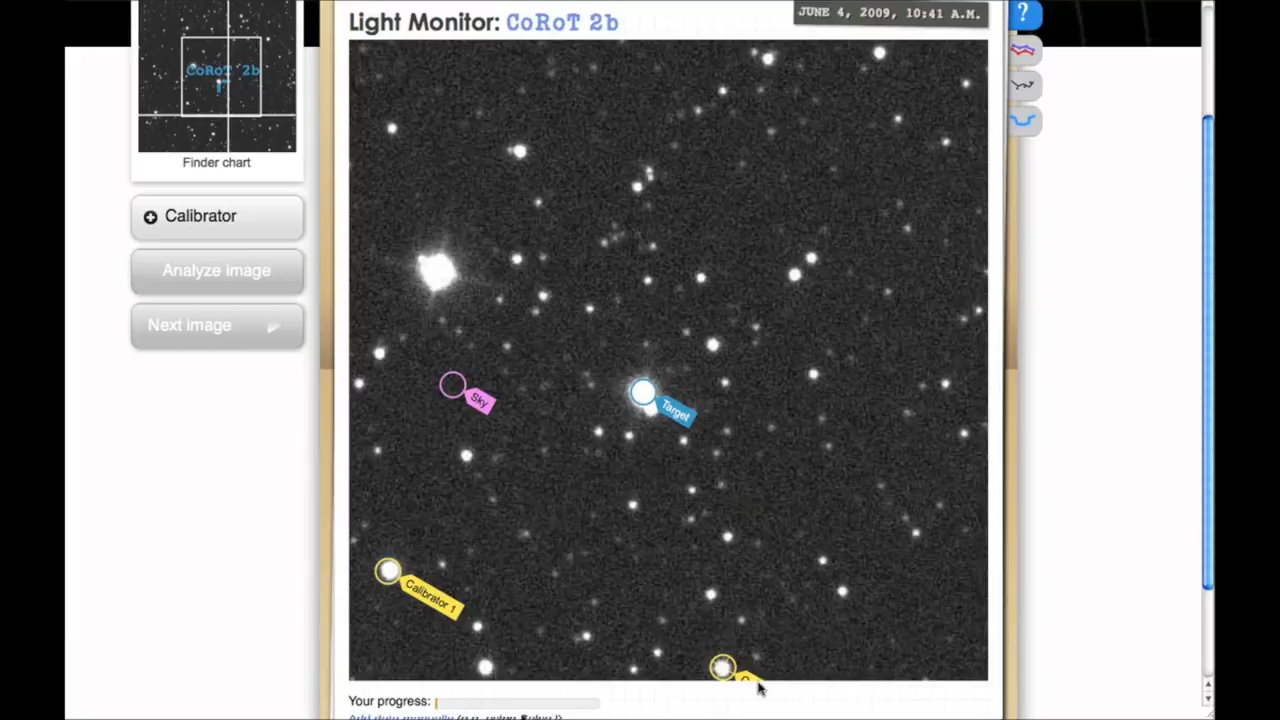 Light Monitor: CoRoT 2b
JUNE 4, 2009, 10:41 A.M.
?
CoRoT 2b
Finder chart
Calibrator
Analyze image
Next image
Sky
Target
Calibrator 1
Your progress: